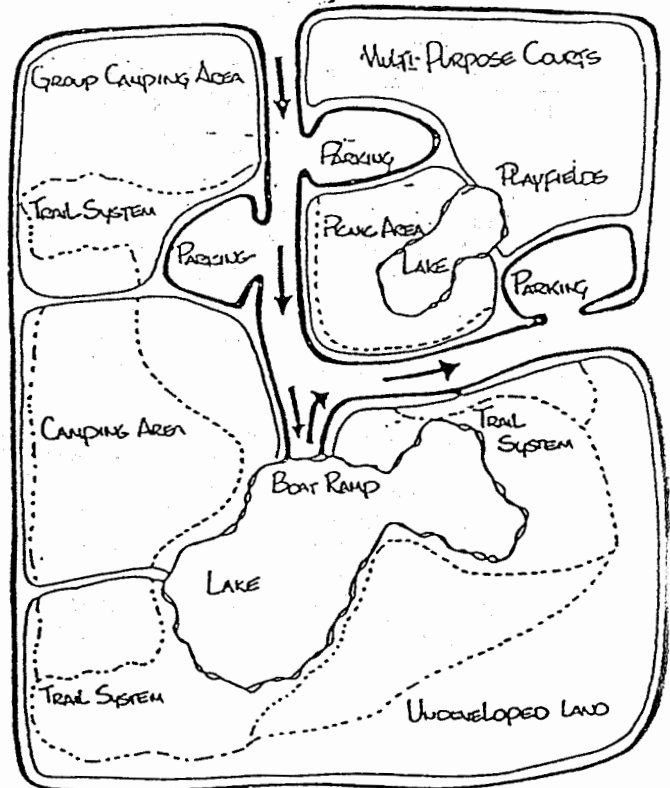 Group Camping Area
Multi-Purpose Courts
Parking
Playfields
Trail System
Picnic Area
Parking
Lake
Parking
Camping Area
Trail
System
Boat Ramp
Lake
Trail System
Undeveloped Land